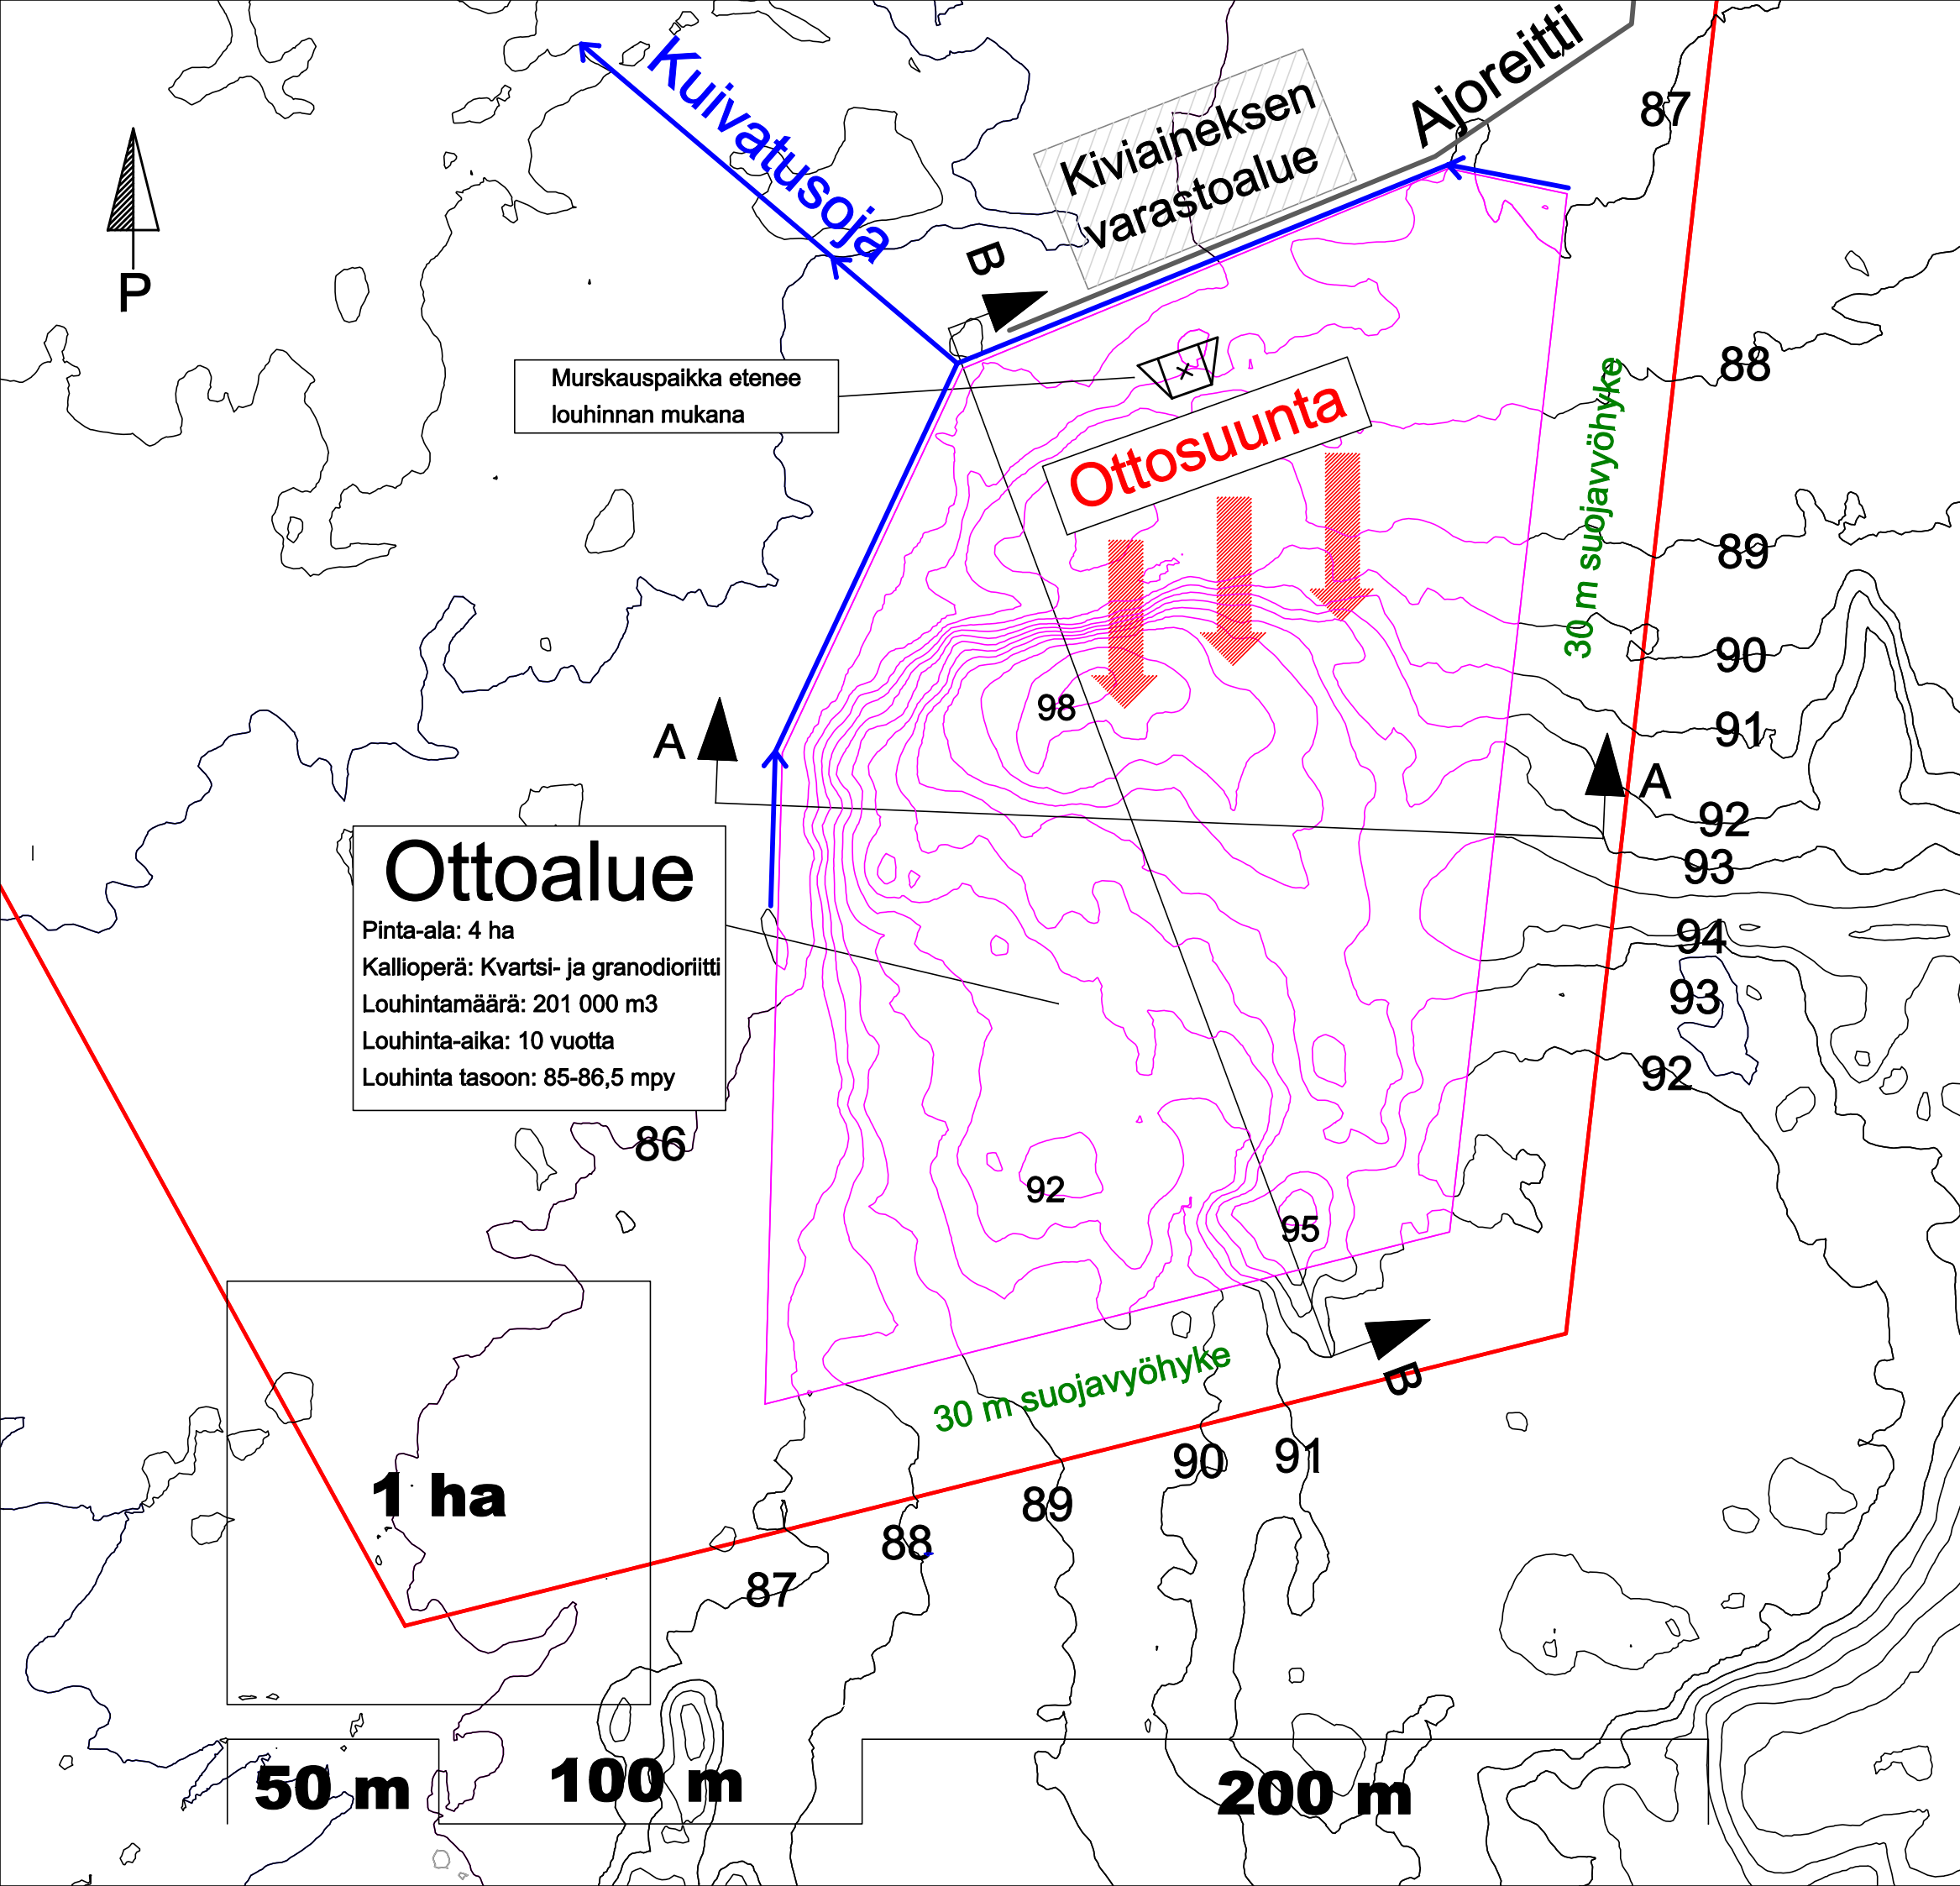 Kuivatusoja
Kiviaineksen
varastoalue
Ajoreitti
87
P
B
Murskauspaikka etenee
louhinnan mukana
88
Ottosuunta
30 m suojavyöhyke
89
90
98
91
A
A
92
93
Ottoalue
Pinta-ala: 4 ha
Kallioperä: Kvartsi- ja granodioriitti
Louhintamäärä: 201 000 m3
Louhinta-aika: 10 vuotta
Louhinta tasoon: 85-86,5 mpy
94
93
92
86
92
95
30 m suojavyöhyke
B
90
91
1 ha
89
88
87
50 m
100 m
200 m